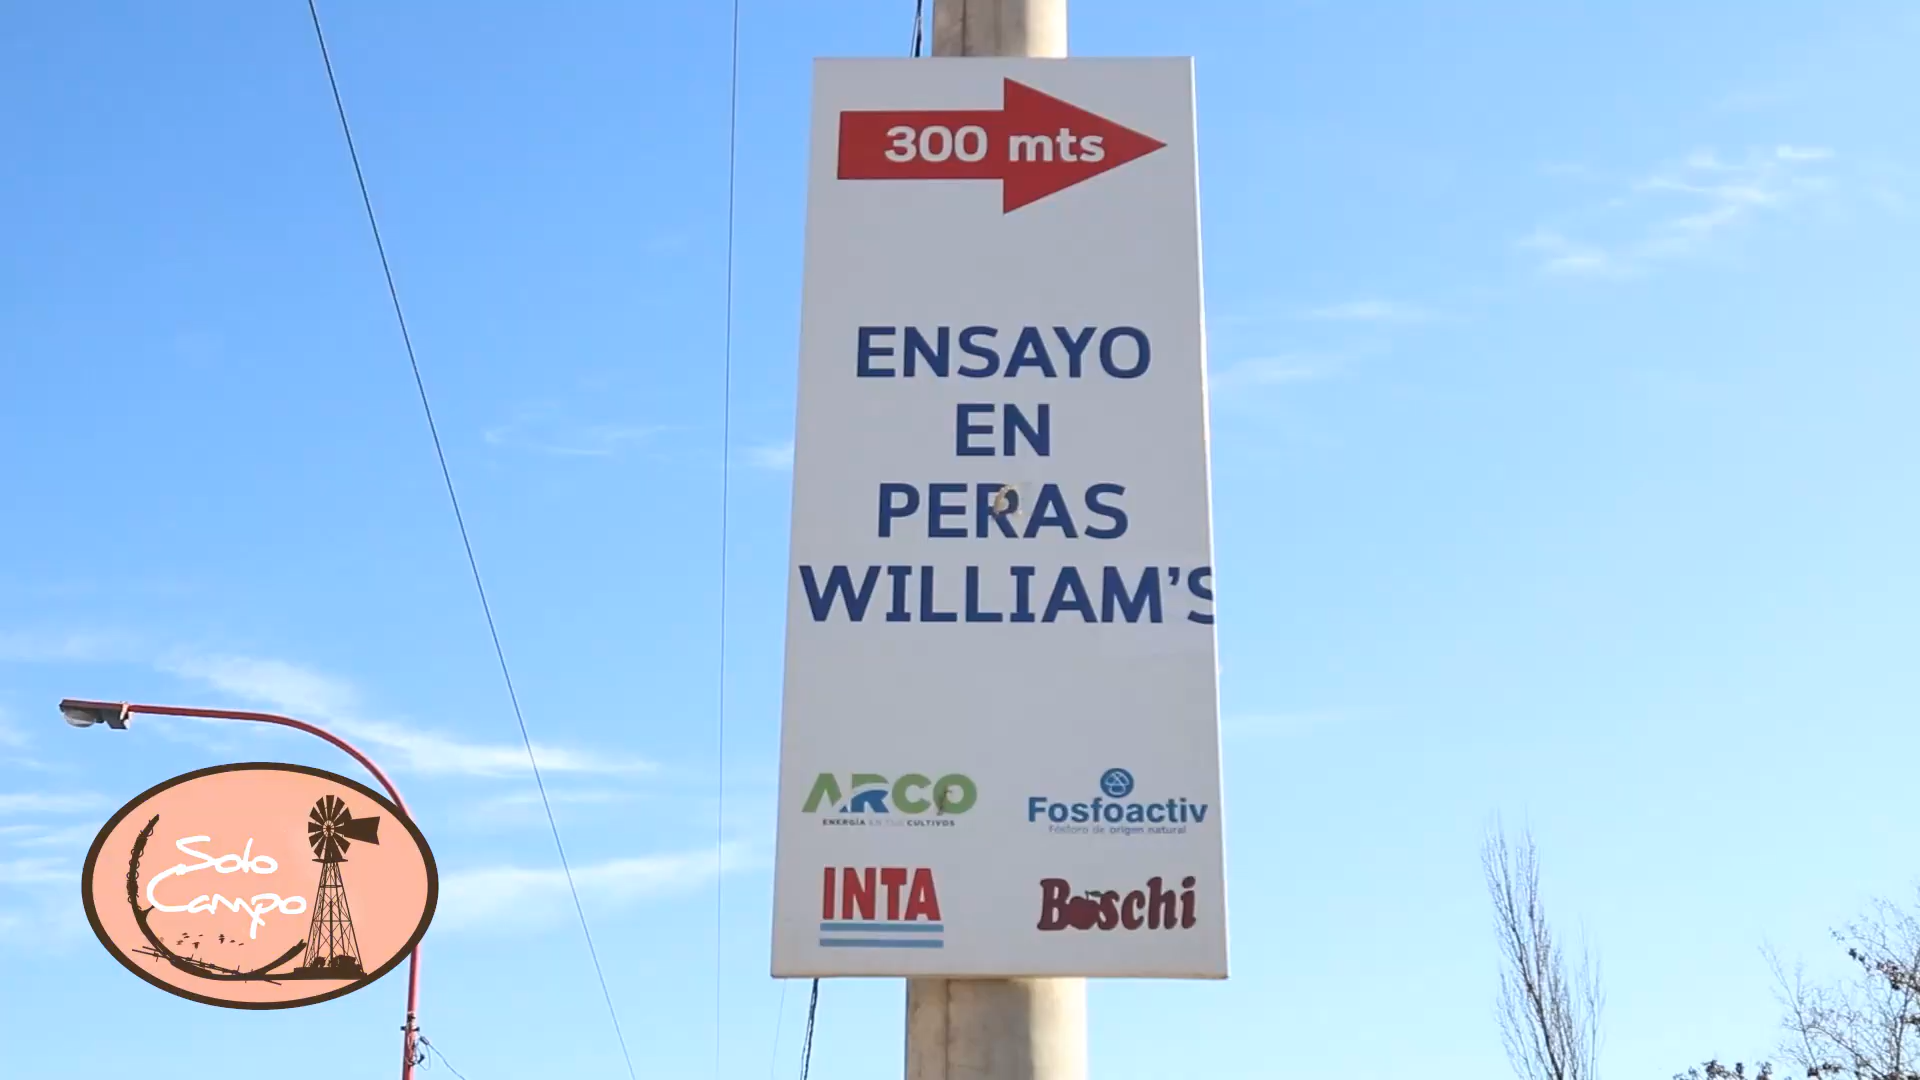 300 mts
ENSAYO
EN
PERAS
WILLIAM'S
ARCO
ENERGÍA EN TUS CULTIVOS
Fosfoactiv
Fósforo de origen natural
INTA
Boschi
Solo
Campo